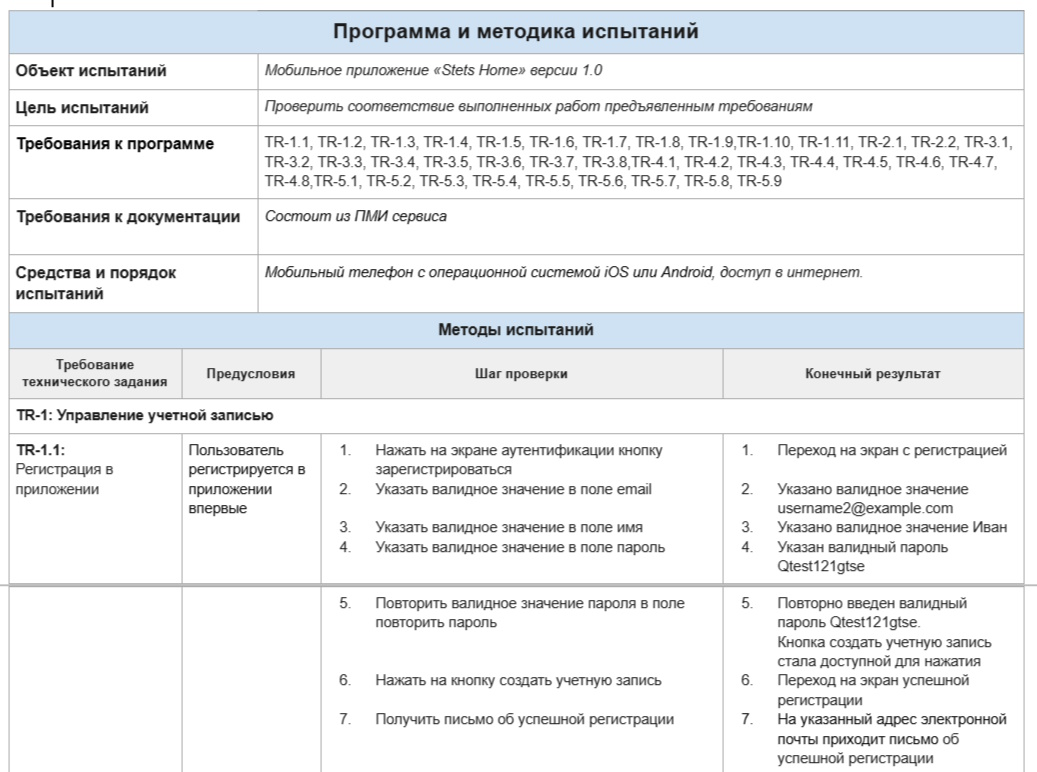 Программа и методика испытаний
Объект испытаний
Мобильное приложение «Stets Home» версии 1.0
Цель испытаний
Проверить соответствие выполненных работ предъявленным требованиям
Требования к программе
TR-1.1, TR-1.2, TR-1.3, TR-1.4, TR-1.5, TR-1.6, TR-1.7, TR-1.8, TR-1.9,TR-1.10, TR-1.11, TR-2.1, TR-2.2, TR-3.1,
TR-3.2, TR-3.3, TR-3.4, TR-3.5, TR-3.6, TR-3.7, TR-3.8,TR-4.1, TR-4.2, TR-4.3, TR-4.4, TR-4.5, TR-4.6, TR-4.7,
TR-4.8,TR-5.1, TR-5.2, TR-5.3, TR-5.4, TR-5.5, TR-5.6, TR-5.7, TR-5.8, TR-5.9
Требования к документации
Состоит из ПМИ сервиса
Средства и порядок
испытаний
Мобильный телефон с операционной системой iOS или Android, доступ в интернет.
Методы испытаний
Требование
технического задания
Предусловия
Шаг проверки
Конечный результат
TR-1: Управление учетной записью
TR-1.1:
Регистрация в
приложении
Пользователь
регистрируется в
приложении
впервые
1. Нажать на экране аутентификации кнопку
зарегистрироваться
2. Указать валидное значение в поле email
3. Указать валидное значение в поле имя
4. Указать валидное значение в поле пароль
1. Переход на экран с регистрацией
2. Указано валидное значение
username2@example.com
3. Указано валидное значение Иван
4. Указан валидный пароль
Qtest121gtse
5. Повторить валидное значение пароля в поле
повторить пароль
6. Нажать на кнопку создать учетную запись
7. Получить письмо об успешной регистрации
5. Повторно введен валидный
пароль Qtest121gtse.
Кнопка создать учетную запись
стала доступной для нажатия
6. Переход на экран успешной
регистрации
7. На указанный адрес электронной
почты приходит письмо об
успешной регистрации